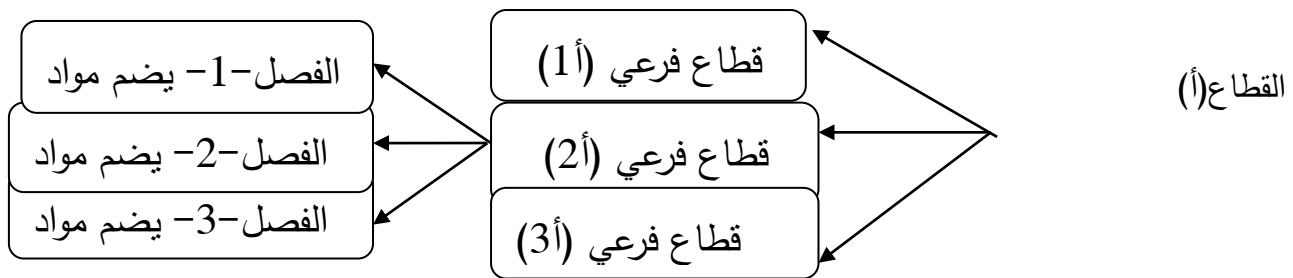 القطاع(أ)
قطاع فرعي (أ1)
قطاع فرعي (أ2)
قطاع فرعي (أ3)
الفصل-1- يضم مواد
الفصل-2- يضم مواد
الفصل-3- يضم مواد